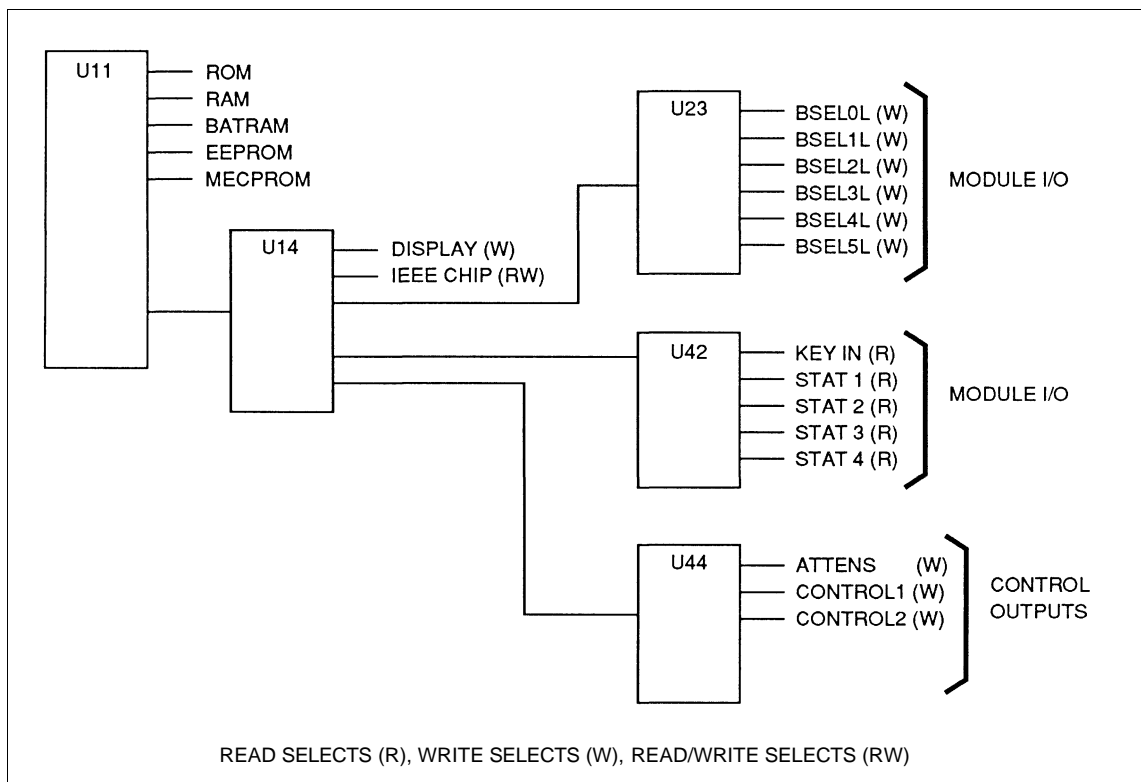 U11
ROM
RAM
BATRAM
EEPROM
MECPROM
U14
DISPLAY (W)
IEEE CHIP (RW)
U23
BSEL0L (W)
BSEL1L (W)
BSEL2L (W)
BSEL3L (W)
BSEL4L (W)
BSEL5L (W)
MODULE I/O
U42
KEY IN (R)
STAT 1 (R)
STAT 2 (R)
STAT 3 (R)
STAT 4 (R)
MODULE I/O
U44
ATTENS (W)
CONTROL1 (W)
CONTROL2 (W)
CONTROL
OUTPUTS
READ SELECTS (R), WRITE SELECTS (W), READ/WRITE SELECTS (RW)